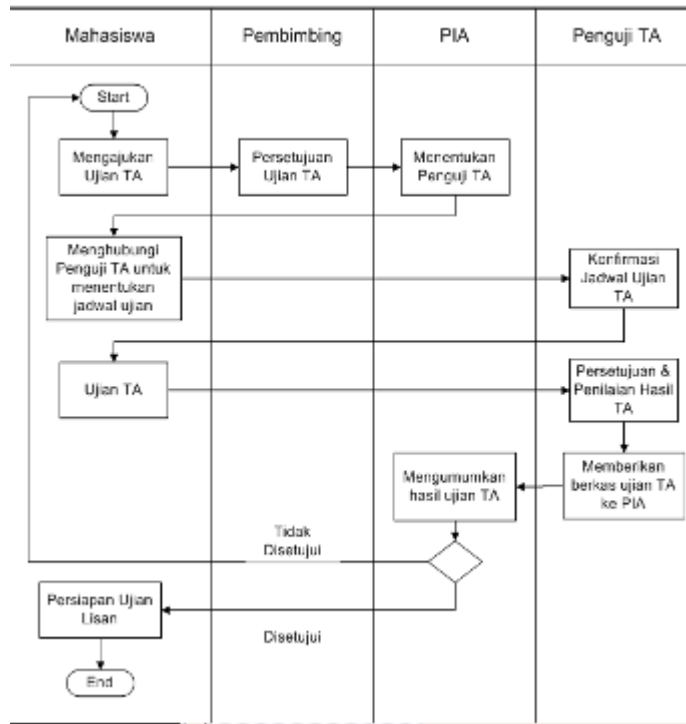 Mahasiswa
Pembimbing
PIA
Penguji TA
Start
Mengajukan
Ujian TA
Persetujuan
Ujian TA
Menentukan
Penguji TA
Menghubungi
Penguji TA untuk
menentukan
jadwal ujian
Konfirmasi
Jadwal Ujian
TA
Ujian TA
Persetujuan &
Penilaian Hasil
TA
Mengumumkan
hasil ujian TA
Memberikan
berkas ujian TA
ke PIA
Tidak
Disetujui
Persiapan Ujian
Lisan
Disetujui
End